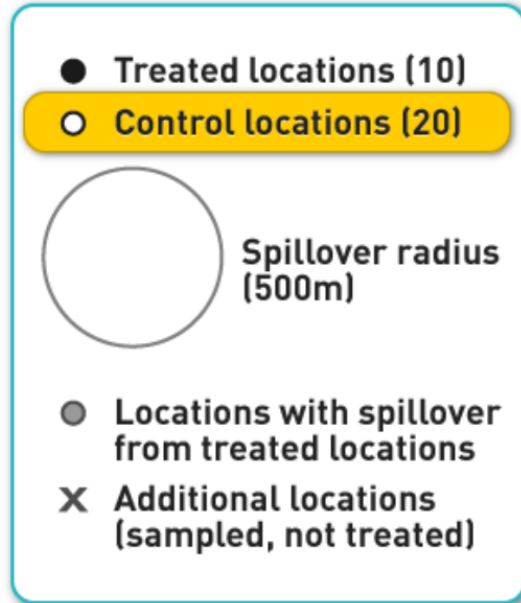 Treated locations (10)
Control locations (20)
Spillover radius
(500m)
Locations with spillover
from treated locations
Additional locations
(sampled, not treated)